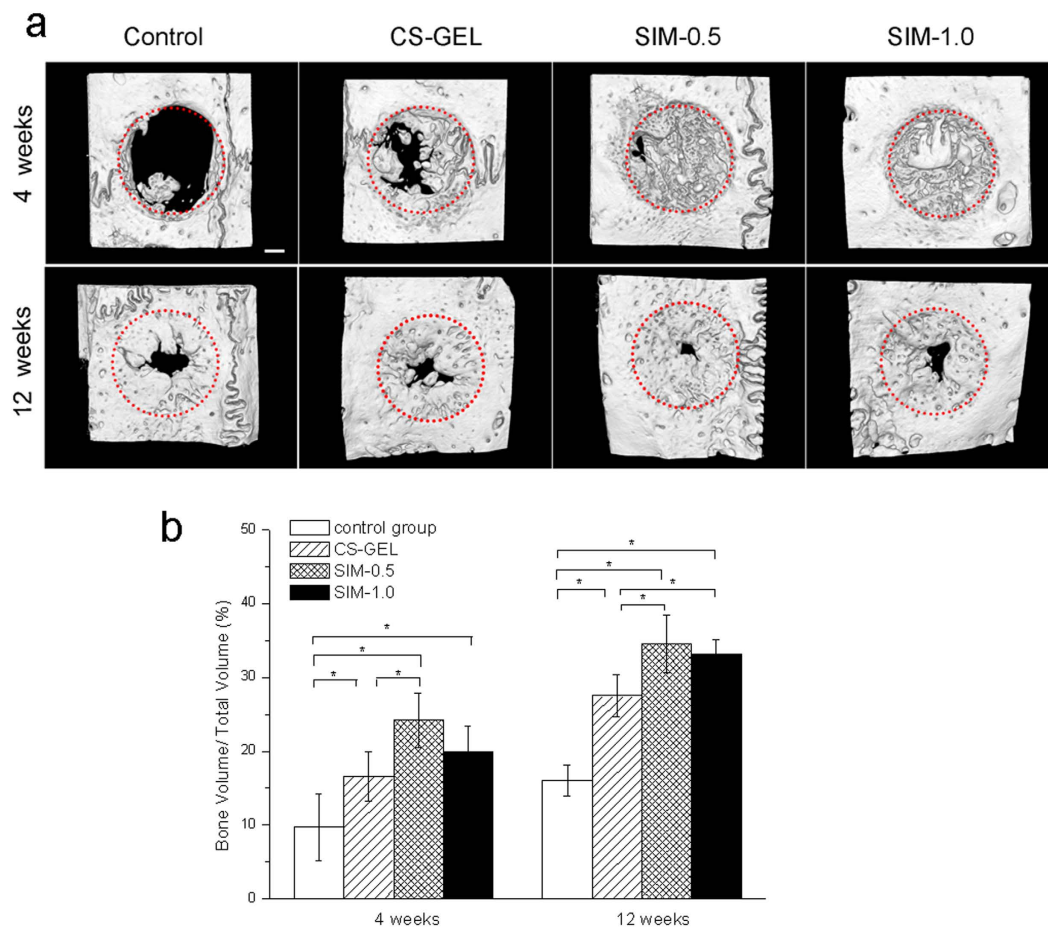 a
Control CS-GEL SIM-0.5 SIM-1.0
4 weeks
12 weeks
b
control group
CS-GEL
SIM-0.5
SIM-1.0
Bone Volume/ Total Volume (%)
50
40
30
20
10
0
* * * *
* * * * *
4 weeks 12 weeks